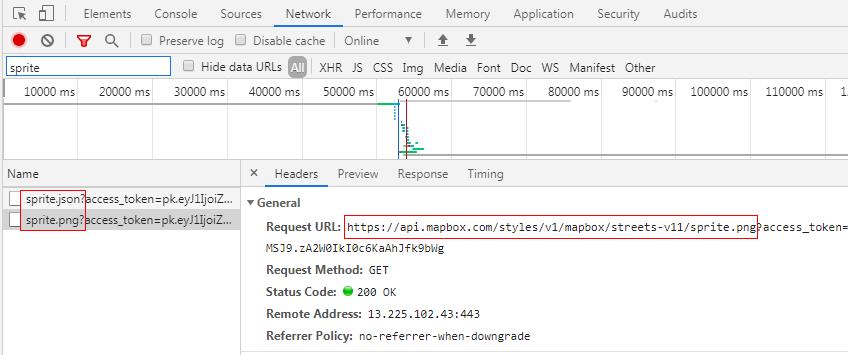 Elements Console Sources Network Performance Memory Application Security Audits
Preserve log Disable cache Online
sprite Hide data URLs All XHR JS CSS Img Media Font Doc WS Manifest Other
10000 ms 20000 ms 30000 ms 40000 ms 50000 ms 60000 ms 70000 ms 80000 ms 90000 ms 100000 ms 110000 ms
Name × Headers Preview Response Timing
sprite.json?access_token=pk.eyJ1IjoiZ...
sprite.png?access_token=pk.eyJ1IjoiZ...
General
Request URL: https://api.mapbox.com/styles/v1/mapbox/streets-v11/sprite.png?access_token=
MSJ9.zA2W0IkI0c6KaAhJfk9bWg
Request Method: GET
Status Code: 200 OK
Remote Address: 13.225.102.43:443
Referrer Policy: no-referrer-when-downgrade